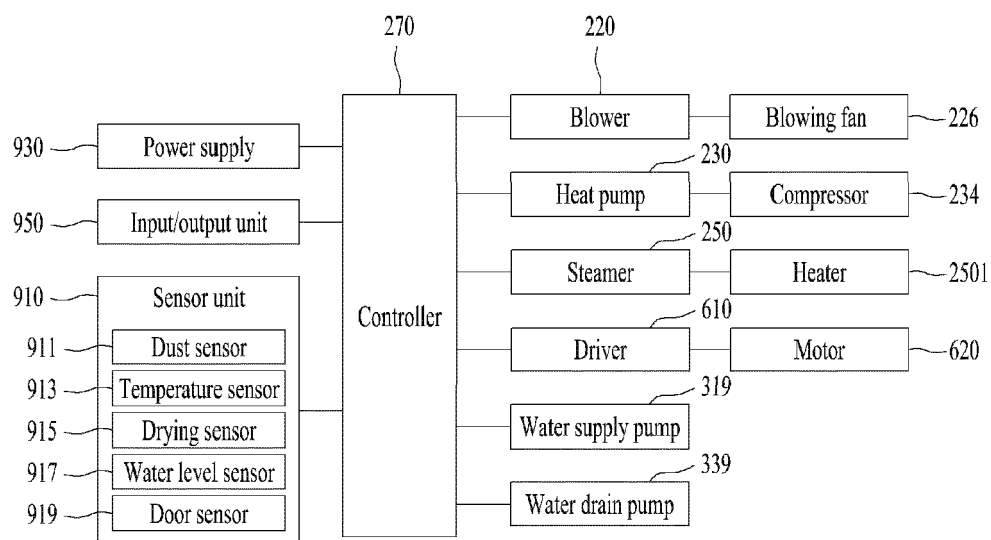 270
220
930
Power supply
Blower
Blowing fan
226
230
950
Input/output unit
Heat pump
Compressor
234
250
910
Sensor unit
Controller
Steamer
Heater
2501
610
911
Dust sensor
Driver
Motor
620
913
Temperature sensor
319
915
Drying sensor
Water supply pump
917
Water level sensor
339
919
Door sensor
Water drain pump